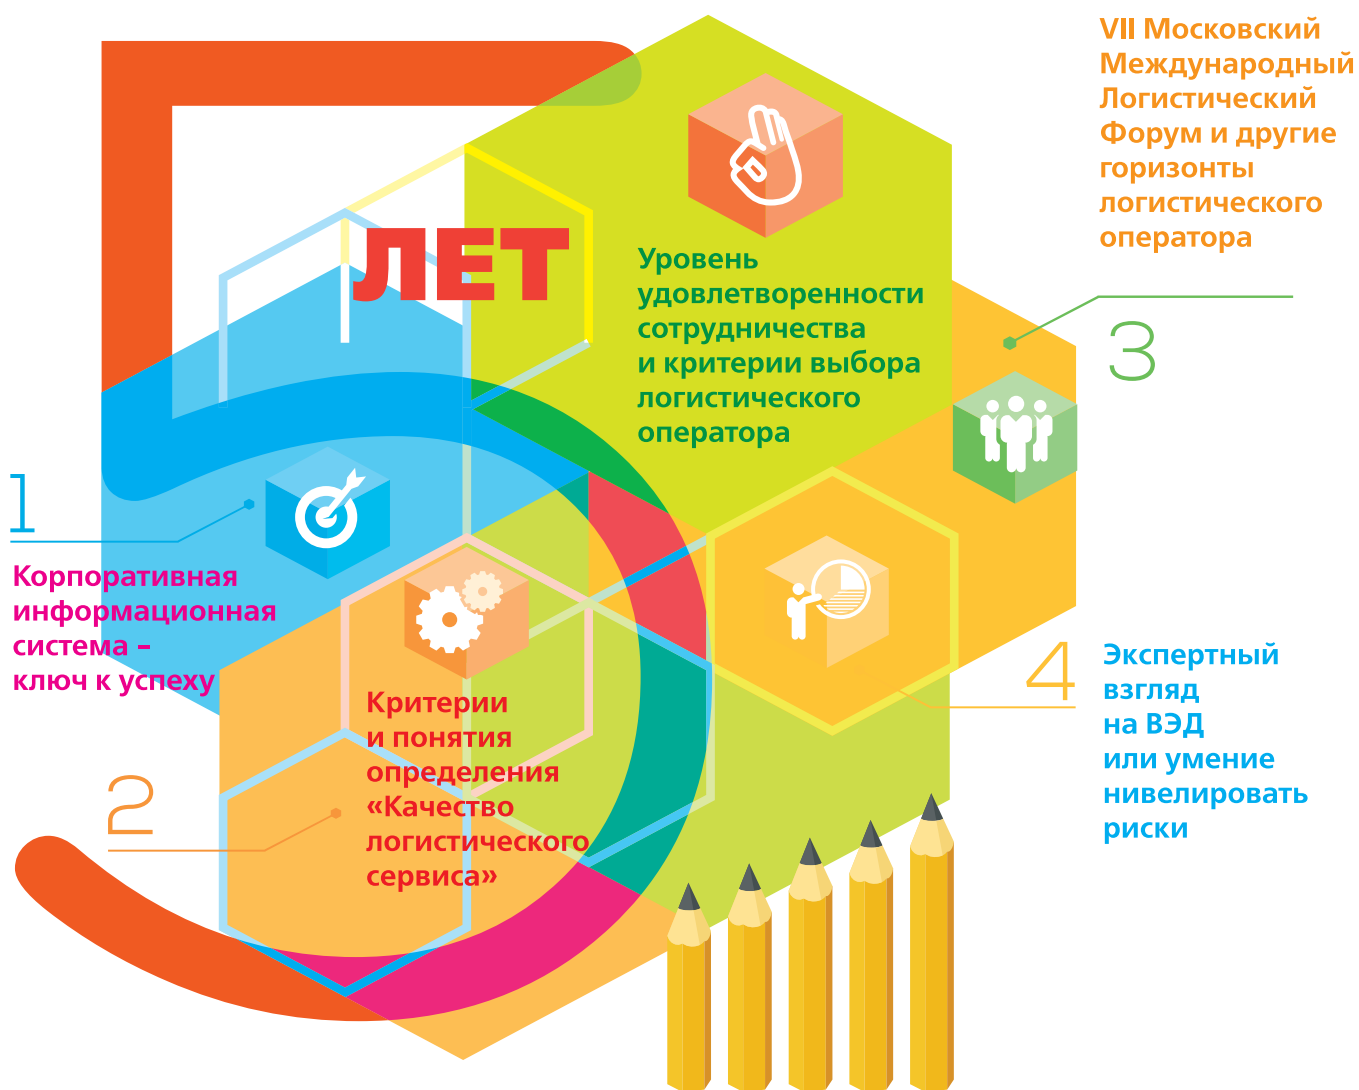 5
ЛЕТ
Уровень
удовлетворенности
сотрудничества
и критерии выбора
логистического
оператора
VII Московский
Международный
Логистический
Форум и другие
горизонты
логистического
оператора
3
1
Корпоративная
информационная
система –
ключ к успеху
2
Критерии
и понятия
определения
«Качество
логистического
сервиса»
4
Экспертный
взгляд
на ВЭД
или умение
нивелировать
риски